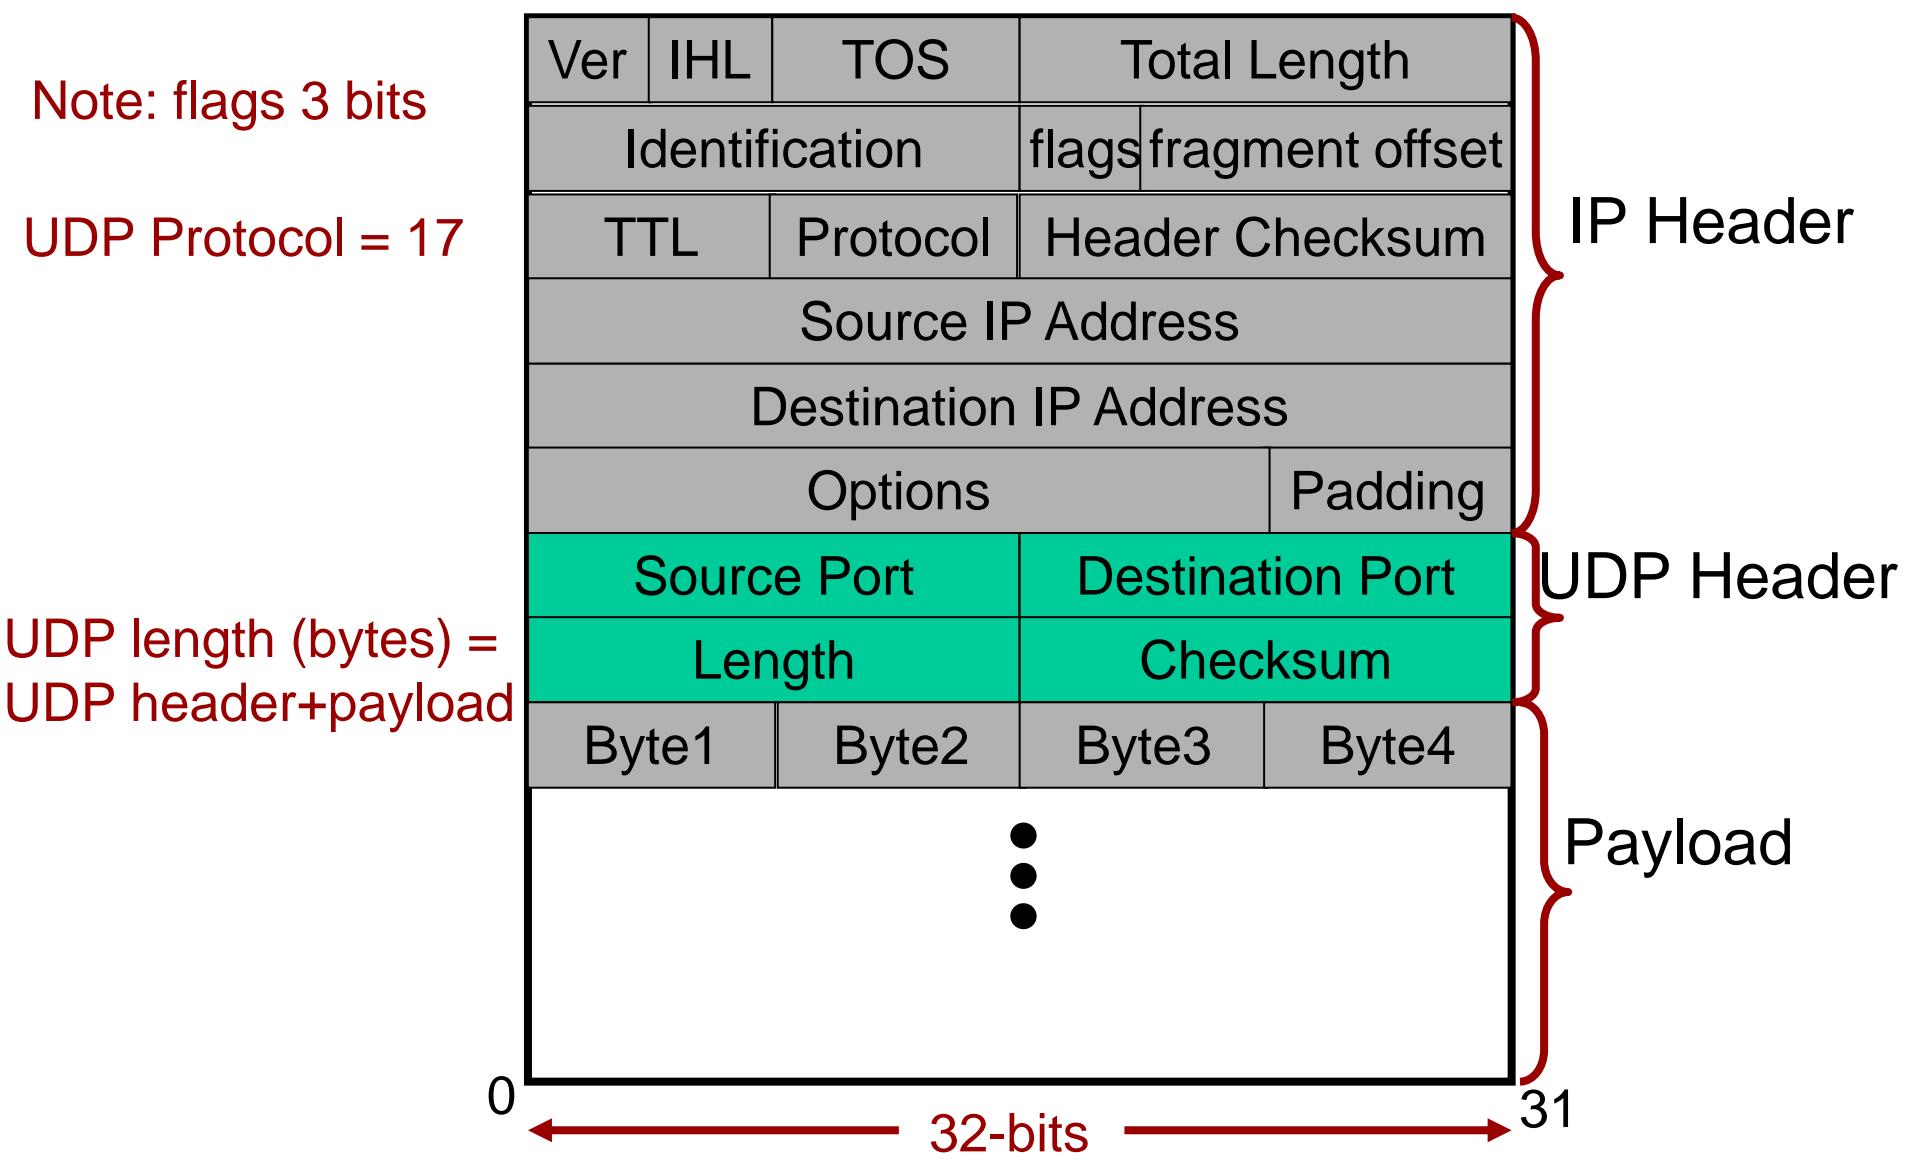 Ver IHL TOS Total Length
Note: flags 3 bits
Identification flags fragment offset
UDP Protocol = 17
TTL Protocol Header Checksum
IP Header
Source IP Address
Destination IP Address
Options Padding
Source Port Destination Port
UDP Header
UDP length (bytes) =
UDP header+payload
Length Checksum
Byte1 Byte2 Byte3 Byte4
Payload
0
31
32-bits